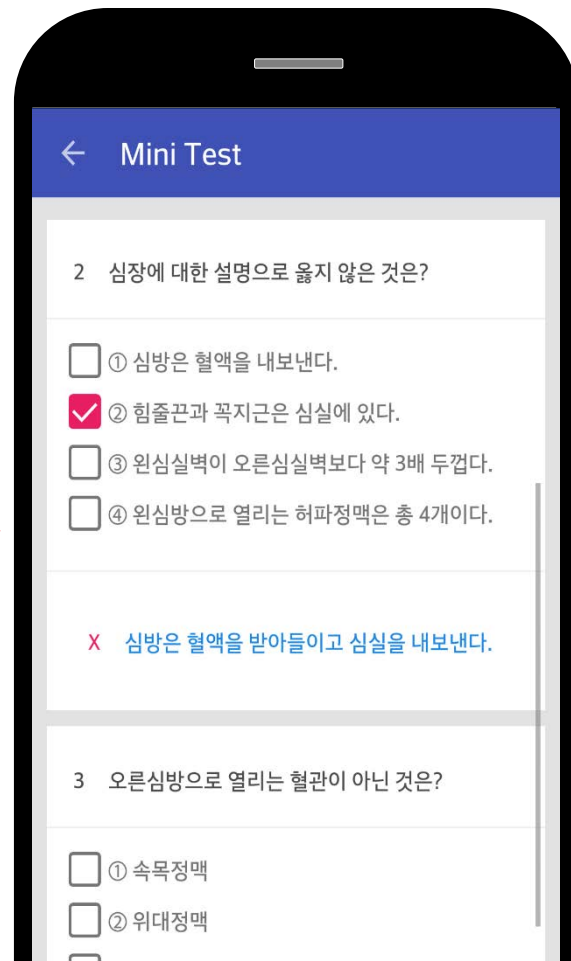 Mini Test
2 심장에 대한 설명으로 옳지 않은 것은?
① 심방은 혈액을 내보낸다.
② 힘줄끈과 꼭지근은 심실에 있다.
③ 왼심실벽이 오른심실벽보다 약 3배 두껍다.
④ 왼심방으로 열리는 허파정맥은 총 4개이다.
X 심방은 혈액을 받아들이고 심실을 내보낸다.
3 오른심방으로 열리는 혈관이 아닌 것은?
① 속목정맥
② 위대정맥